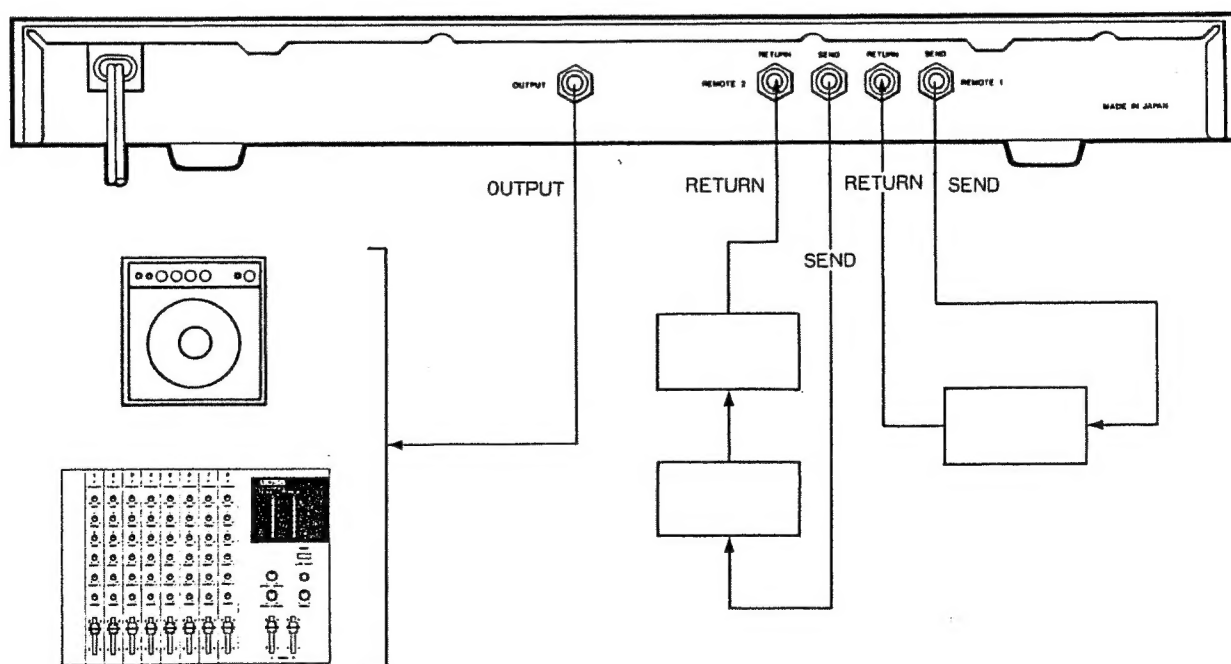 RETURN SEND RETURN SEND
OUTPUT REMOTE 2 REMOTE 1
MADE IN JAPAN
OUTPUT RETURN RETURN SEND
SEND